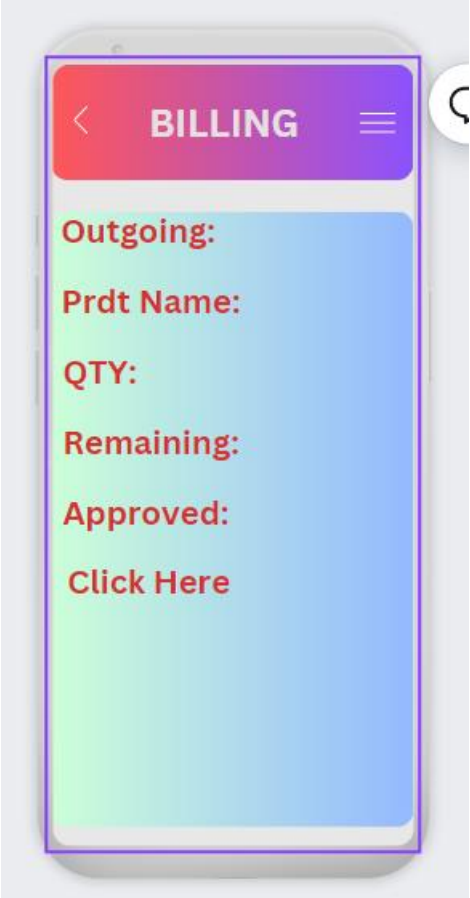 BILLING
Outgoing:
Prdt Name:
QTY:
Remaining:
Approved:
Click Here